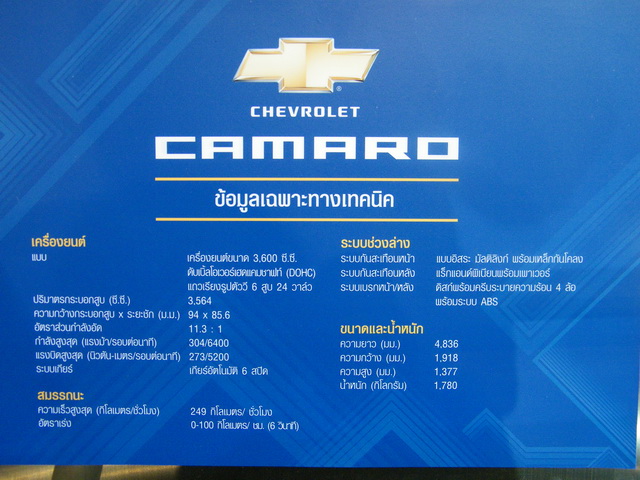 CHEVROLET
CAMARO
ข้อมูลเฉพาะทางเทคนิค
เครื่องยนต์
แบบ เครื่องยนต์ขนาด 3,600 ซี.ซี.
ดับเบิ้ลโอเวอร์เฮดแคมชาฟท์ (DOHC)
แถวเรียงรูปตัววี 6 สูบ 24 วาล์ว
ปริมาตรกระบอกสูบ (ซี.ซี.) 3,564
ความกว้างกระบอกสูบ x ระยะชัก (ม.ม.) 94 x 85.6
อัตราส่วนกำลังอัด 11.3 : 1
กำลังสูงสุด (แรงม้า/รอบต่อนาที) 304/6400
แรงบิดสูงสุด (นิวตัน-เมตร/รอบต่อนาที) 273/5200
ระบบเกียร์ เกียร์อัตโนมัติ 6 สปีด
สมรรถนะ
ความเร็วสูงสุด (กิโลเมตร/ชั่วโมง) 249 กิโลเมตร/ ชั่วโมง
อัตราเร่ง 0-100 กิโลเมตร/ ชม. (6 วินาที)
ระบบช่วงล่าง
ระบบกันสะเทือนหน้า แบบอิสระ มัลติลิงก์ พร้อมเหล็กกันโคลง
ระบบกันสะเทือนหลัง แร็กแอนด์พิเนียนพร้อมเพาเวอร์
ระบบเบรกหน้า/หลัง ดิสก์พร้อมครีบระบายความร้อน 4 ล้อ
พร้อมระบบ ABS
ขนาดและน้ำหนัก
ความยาว (มม.) 4,836
ความกว้าง (มม.) 1,918
ความสูง (มม.) 1,377
น้ำหนัก (กิโลกรัม) 1,780